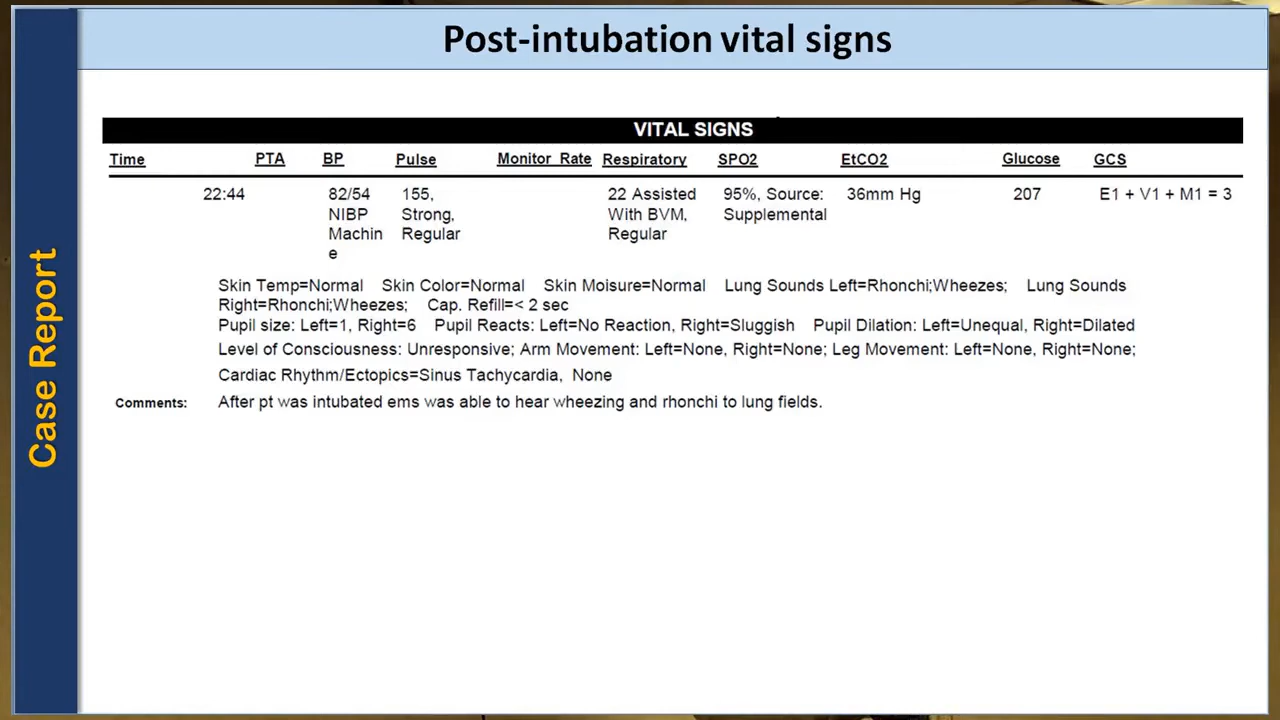 Post-intubation vital signs
Case Report
VITAL SIGNS
Time PTA BP Pulse Monitor Rate Respiratory SPO2 EtCO2 Glucose GCS
22:44 82/54 155, 22 Assisted 95%, Source: 36mm Hg 207 E1 + V1 + M1 = 3
NIBP Strong, With BVM, Supplemental
Machin Regular Regular
e
Skin Temp=Normal Skin Color=Normal Skin Moisure=Normal Lung Sounds Left=Rhonchi;Wheezes; Lung Sounds
Right=Rhonchi;Wheezes; Cap. Refill=< 2 sec
Pupil size: Left=1, Right=6 Pupil Reacts: Left=No Reaction, Right=Sluggish Pupil Dilation: Left=Unequal, Right=Dilated
Level of Consciousness: Unresponsive; Arm Movement: Left=None, Right=None; Leg Movement: Left=None, Right=None;
Cardiac Rhythm/Ectopics=Sinus Tachycardia, None
Comments: After pt was intubated ems was able to hear wheezing and rhonchi to lung fields.